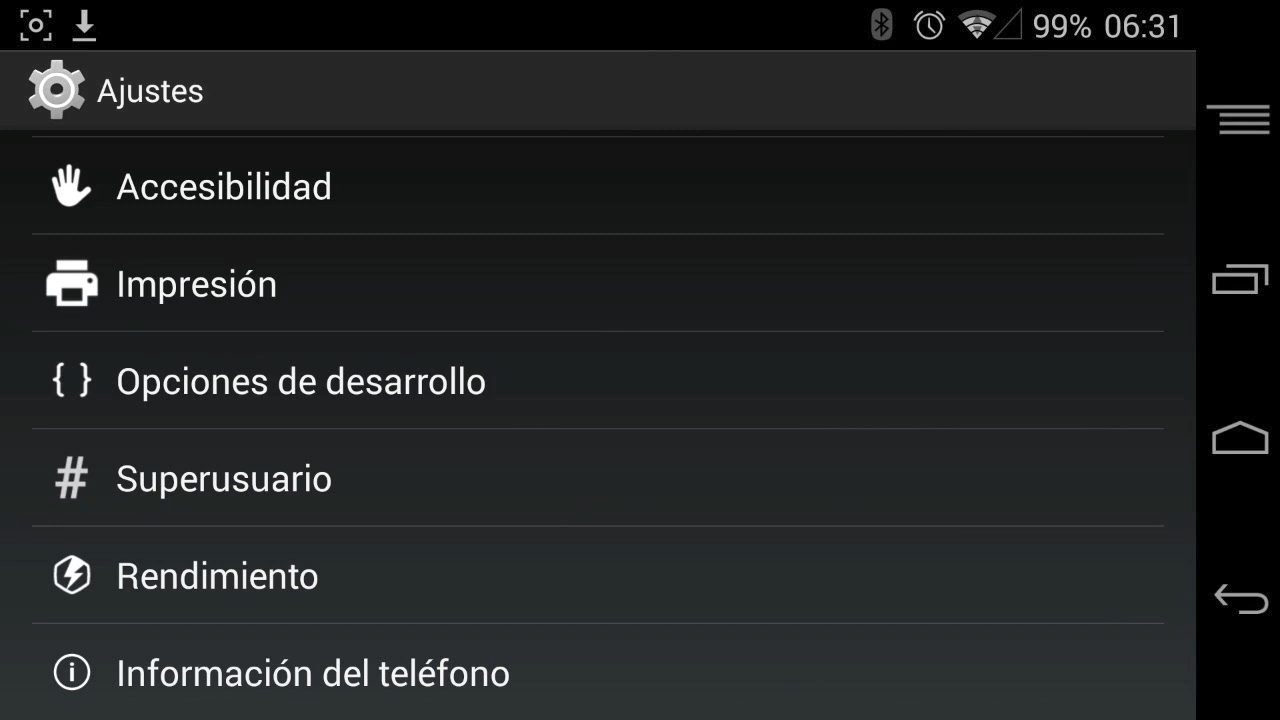 99% 06:31
Ajustes
Accesibilidad
Impresión
{ } Opciones de desarrollo
# Superusuario
Rendimiento
Información del teléfono